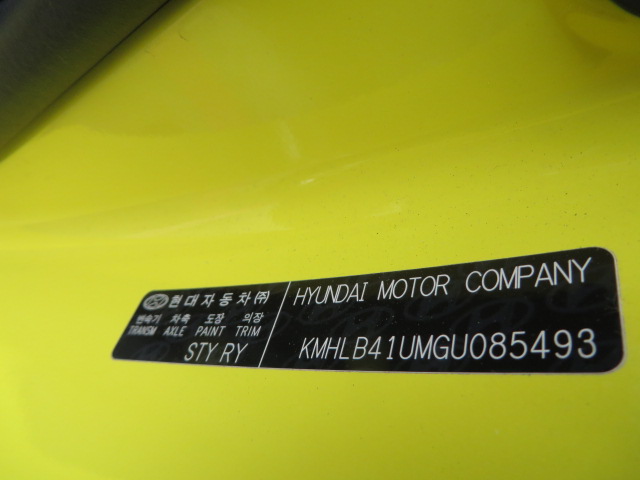 현대자동차㈜
변속기 차축 도장 외장
TRANSM AXLE PAINT TRIM
STY RY
HYUNDAI MOTOR COMPANY
KMHLB41UMGU085493